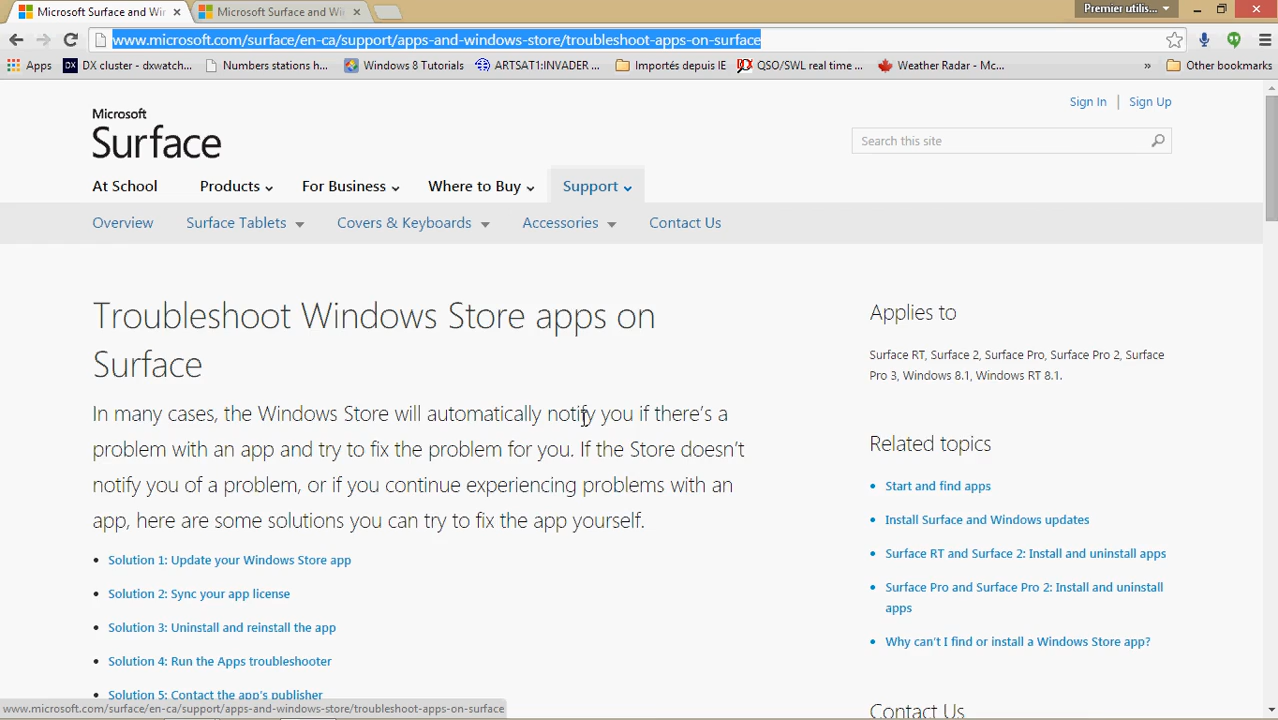 Microsoft Surface and Wir
Microsoft Surface and Wi
Premier utilis...
www.microsoft.com/surface/en-ca/support/apps-and-windows-store/troubleshoot-apps-on-surface
Apps
DX cluster - dxwatch...
Numbers stations h...
Windows 8 Tutorials
ARTSAT1:INVADER ...
Importés depuis IE
QSO/SWL real time ...
Weather Radar - Mc...
»
Other bookmarks
Sign In | Sign Up
Microsoft
Surface
Search this site
At School Products For Business Where to Buy Support
Overview Surface Tablets Covers & Keyboards Accessories Contact Us
Troubleshoot Windows Store apps on
Surface
In many cases, the Windows Store will automatically notify you if there's a
problem with an app and try to fix the problem for you. If the Store doesn't
notify you of a problem, or if you continue experiencing problems with an
app, here are some solutions you can try to fix the app yourself.
• Solution 1: Update your Windows Store app
• Solution 2: Sync your app license
• Solution 3: Uninstall and reinstall the app
• Solution 4: Run the Apps troubleshooter
• Solution 5: Contact the app's publisher
Applies to
Surface RT, Surface 2, Surface Pro, Surface Pro 2, Surface
Pro 3, Windows 8.1, Windows RT 8.1.
Related topics
• Start and find apps
• Install Surface and Windows updates
• Surface RT and Surface 2: Install and uninstall apps
• Surface Pro and Surface Pro 2: Install and uninstall
apps
• Why can't I find or install a Windows Store app?
Contact Us
www.microsoft.com/surface/en-ca/support/apps-and-windows-store/troubleshoot-apps-on-surface